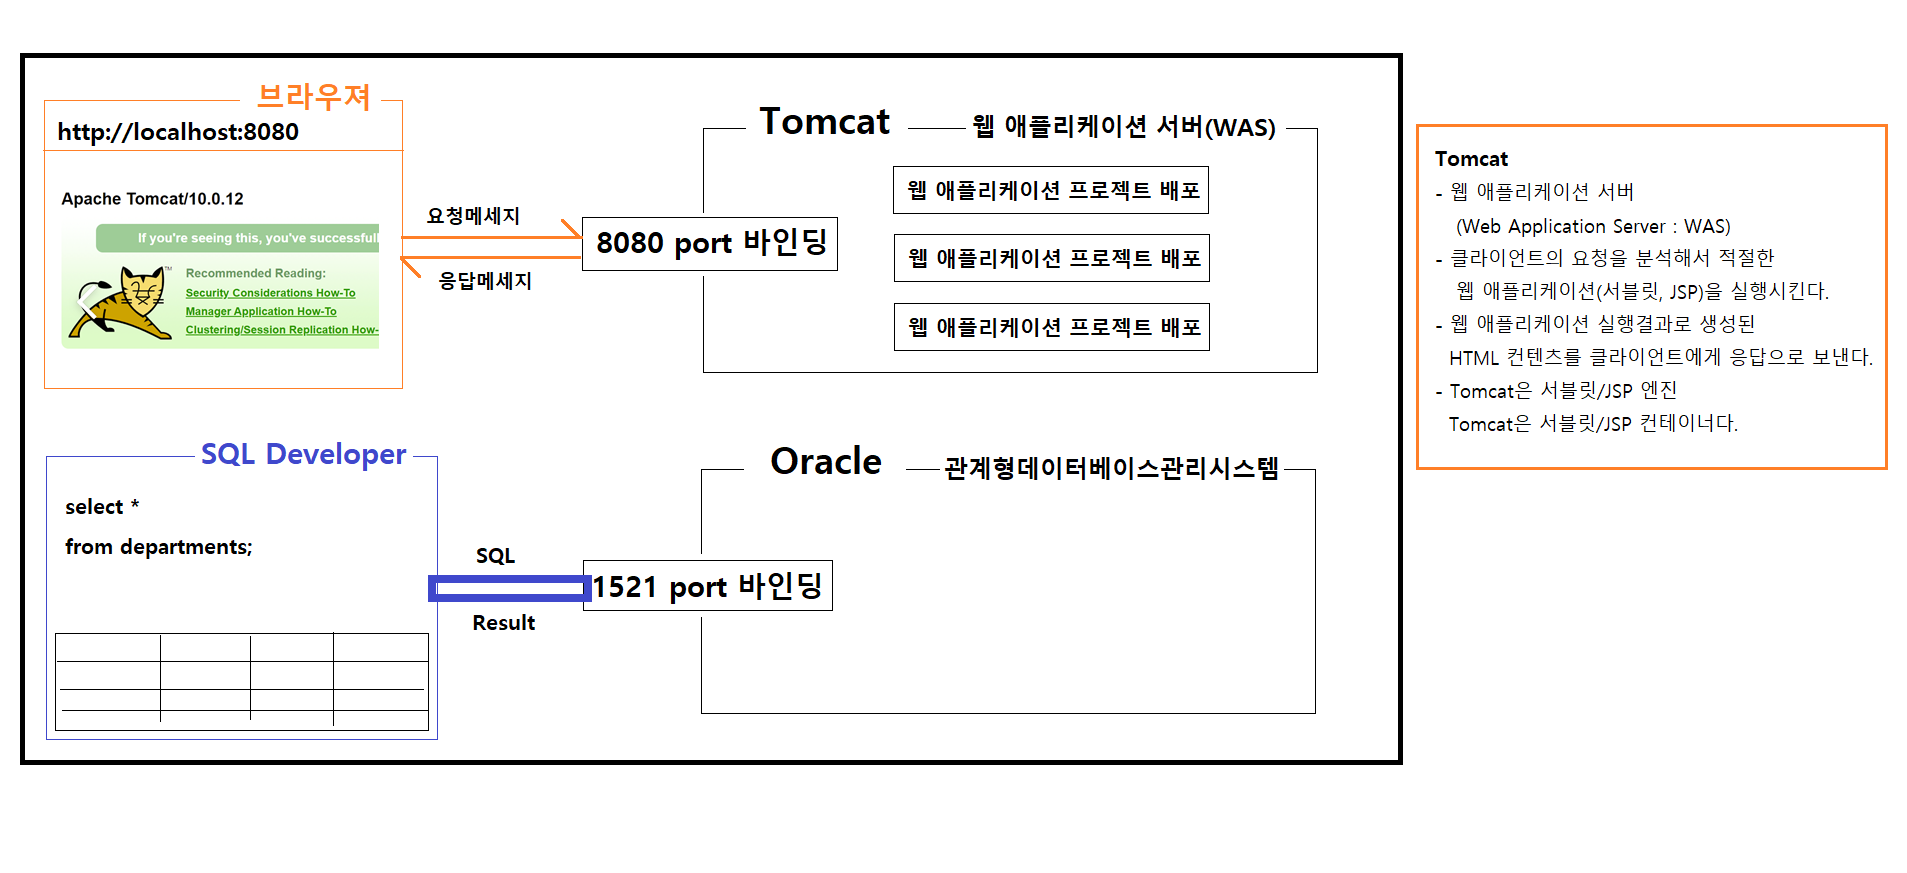 브라우져
http://localhost:8080
Apache Tomcat/10.0.12
If you're seeing this, you've successfull
TM
Recommended Reading:
Security Considerations How-To
Manager Application How-To
Clustering/Session Replication How-
요청메세지
응답메세지
8080 port 바인딩
Tomcat
웹 애플리케이션 서버(WAS)
웹 애플리케이션 프로젝트 배포
웹 애플리케이션 프로젝트 배포
웹 애플리케이션 프로젝트 배포
Tomcat
- 웹 애플리케이션 서버
(Web Application Server : WAS)
- 클라이언트의 요청을 분석해서 적절한
웹 애플리케이션(서블릿, JSP)을 실행시킨다.
- 웹 애플리케이션 실행결과로 생성된
HTML 컨텐츠를 클라이언트에게 응답으로 보낸다.
- Tomcat은 서블릿/JSP 엔진
Tomcat은 서블릿/JSP 컨테이너다.
SQL Developer
select *
from departments;
SQL
Result
1521 port 바인딩
Oracle
관계형데이터베이스관리시스템